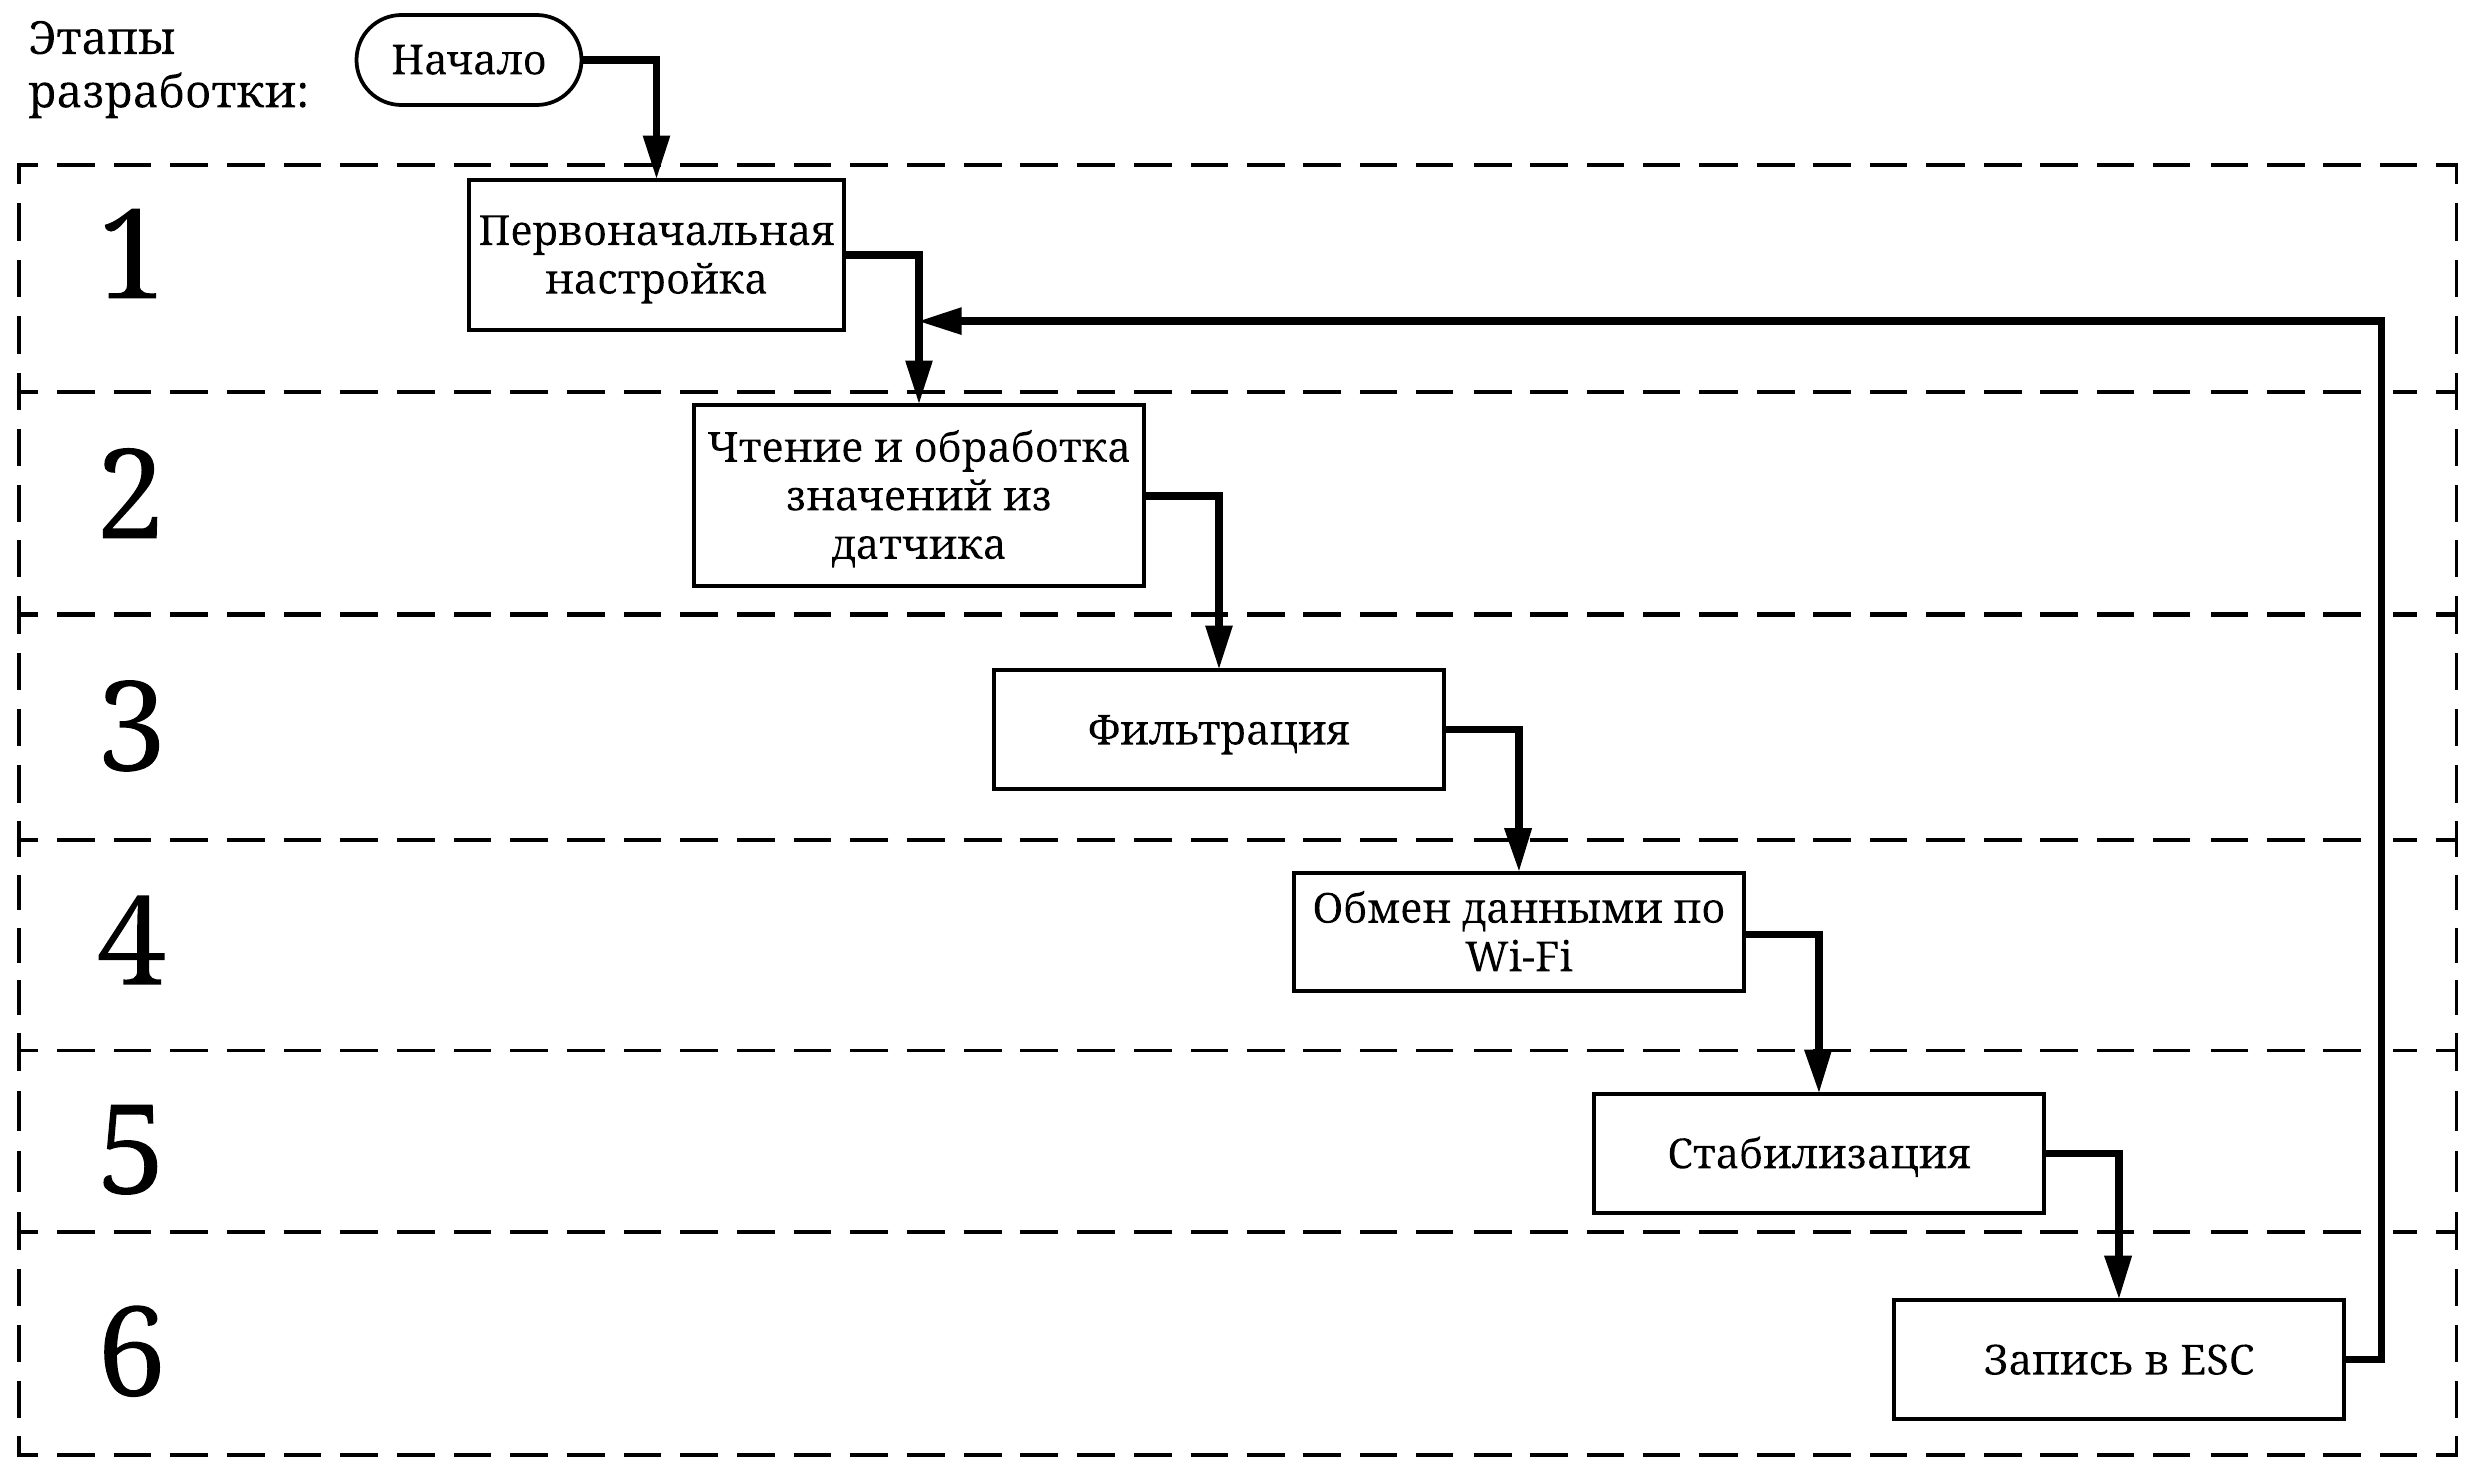 Этапы
разработки:
Начало
1
Первоначальная
настройка
2
Чтение и обработка
значений из
датчика
3
Фильтрация
4
Обмен данными по
Wi-Fi
5
Стабилизация
6
Запись в ESC